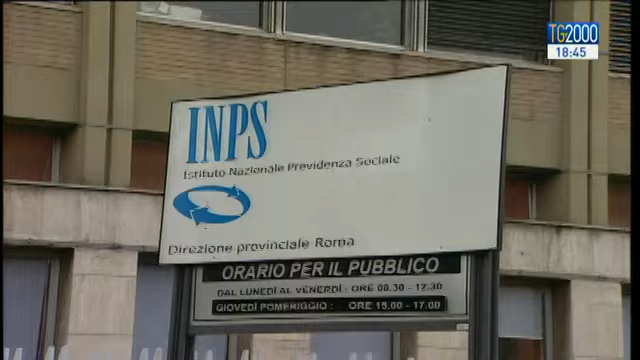 TG2000
18:45
INPS
Istituto Nazionale Previdenza Sociale
Direzione provinciale Roma
ORARIO PER IL PUBBLICO
DAL LUNEDÌ AL VENERDÌ : ORE 08.30 - 12.30
GIOVEDÌ POMERIGGIO : ORE 15.00 - 17.00